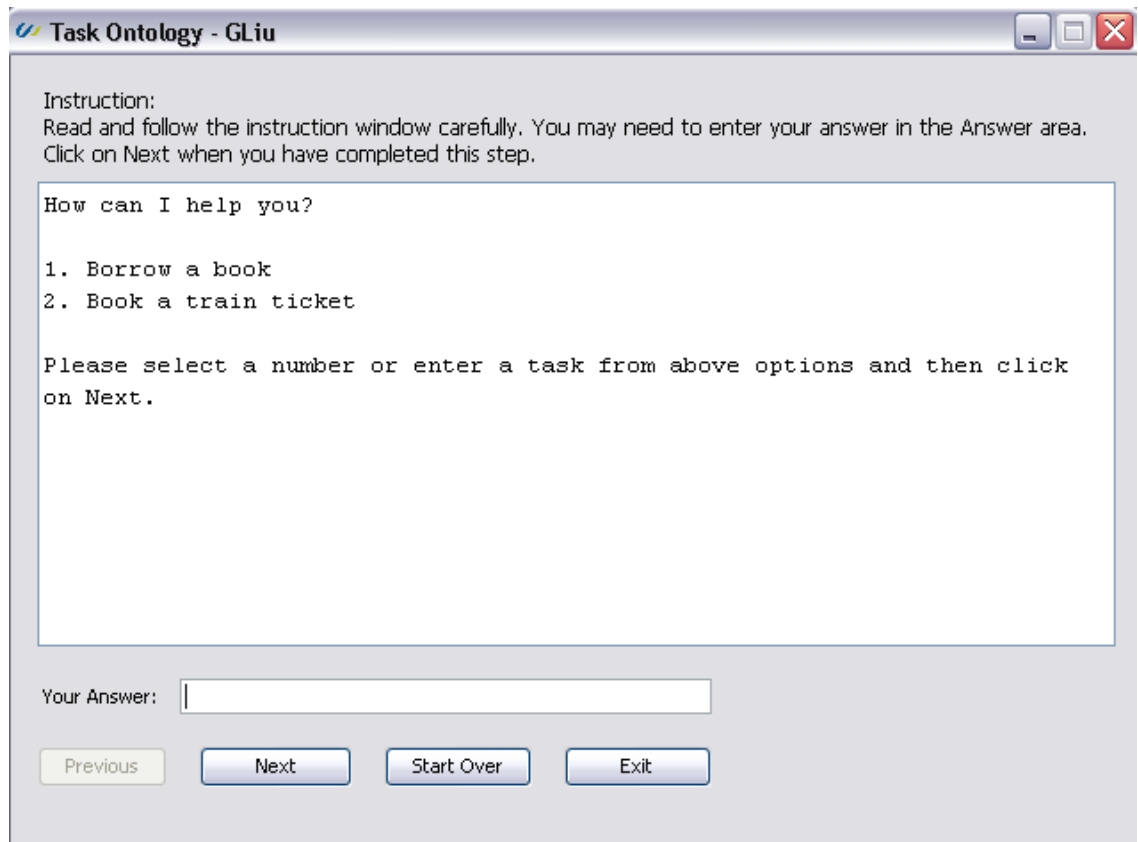 Task Ontology - GLiu
Instruction:
Read and follow the instruction window carefully. You may need to enter your answer in the Answer area.
Click on Next when you have completed this step.
How can I help you?
1. Borrow a book
2. Book a train ticket
Please select a number or enter a task from above options and then click
on Next.
Your Answer:
Previous Next Start Over Exit